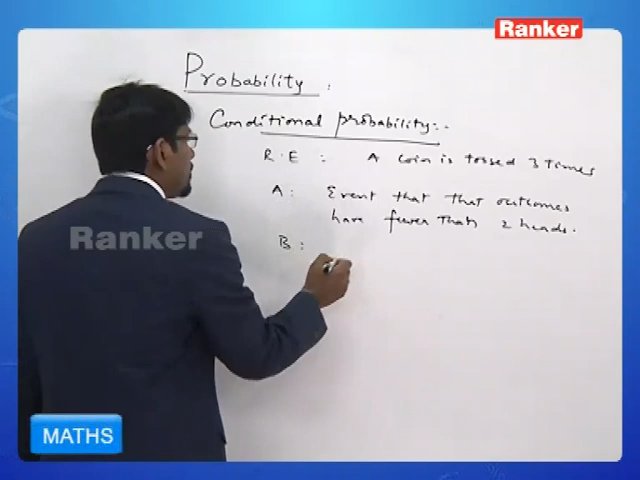 Ranker
Probability :
Conditional probability:-
R.E : A coin is tossed 3 times
A : Event that that outcomes
have fewer than 2 heads.
B :
Ranker
MATHS